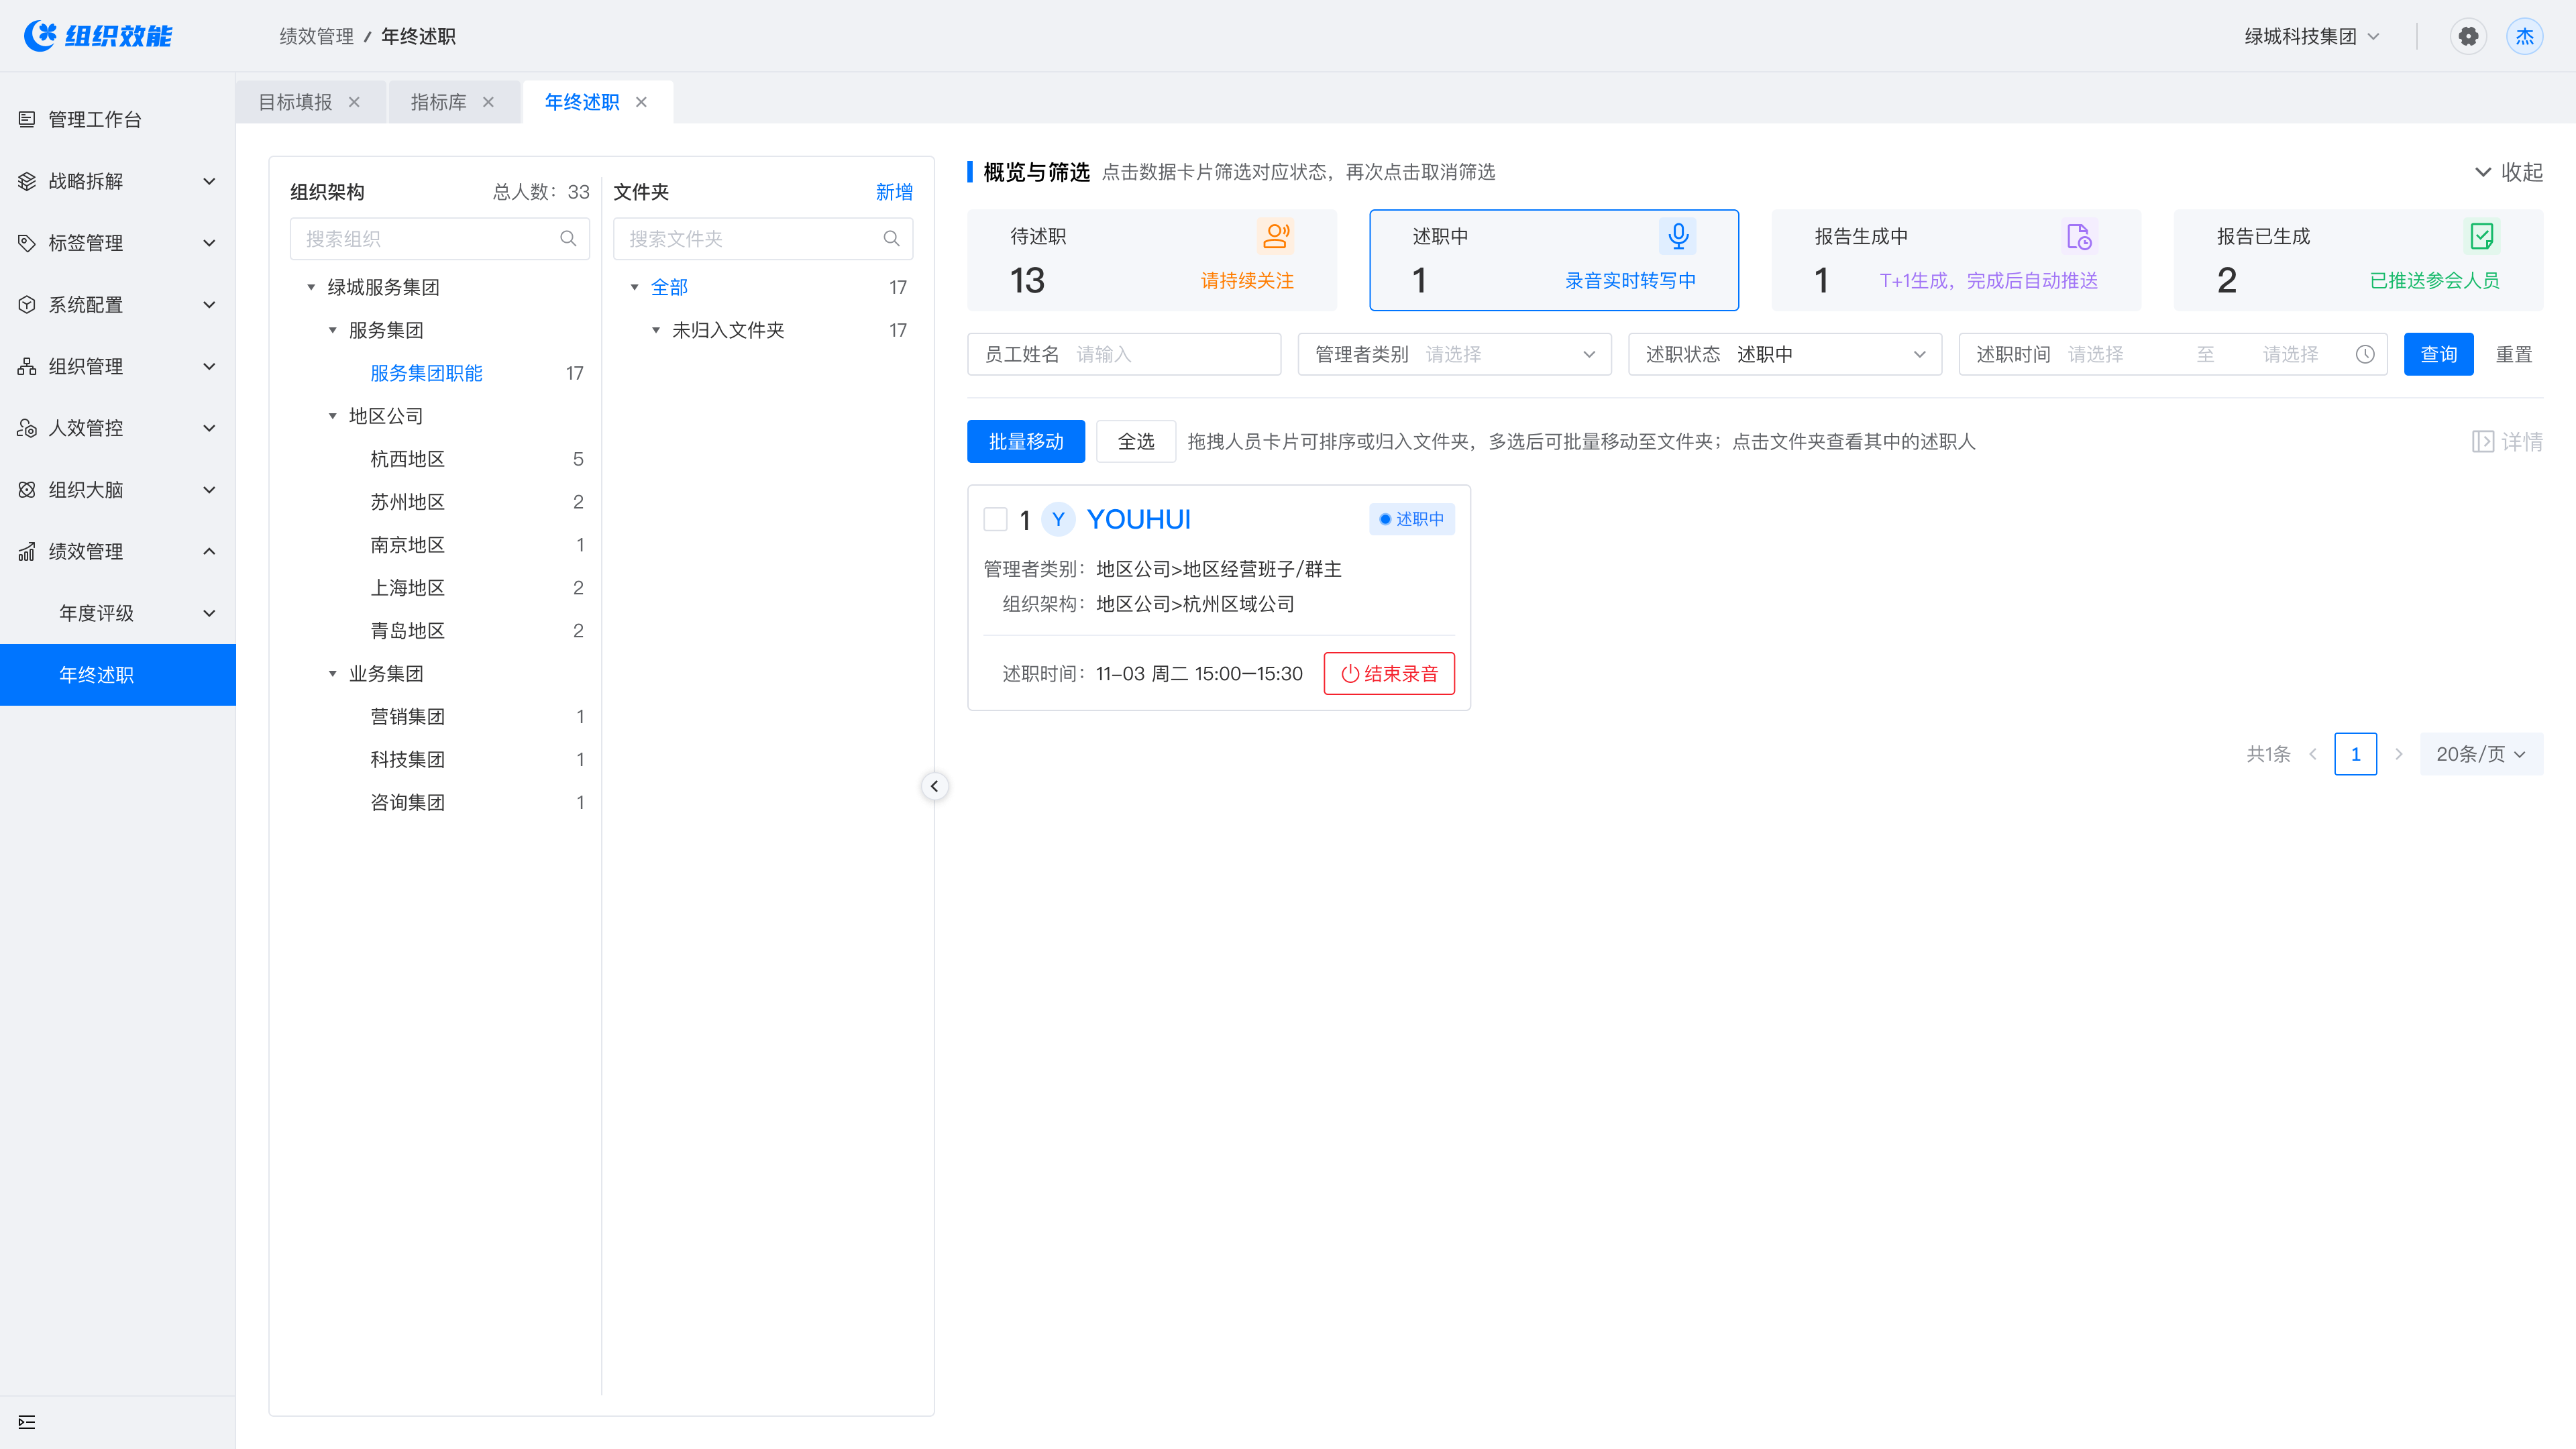 组织效能
绩效管理 / 年终述职
绿城科技集团
杰
管理工作台
战略拆解
标签管理
系统配置
组织管理
人效管控
组织大脑
绩效管理
年度评级
年终述职
目标填报
指标库
年终述职
组织架构 总人数：33
搜索组织
绿城服务集团
服务集团
服务集团职能 17
地区公司
杭西地区 5
苏州地区 2
南京地区 1
上海地区 2
青岛地区 2
业务集团
营销集团 1
科技集团 1
咨询集团 1
文件夹 新增
搜索文件夹
全部 17
未归入文件夹 17
概览与筛选 点击数据卡片筛选对应状态，再次点击取消筛选 收起
待述职
13 请持续关注
述职中
1 录音实时转写中
报告生成中
1 T+1生成，完成后自动推送
报告已生成
2 已推送参会人员
员工姓名 请输入
管理者类别 请选择
述职状态 述职中
述职时间 请选择 至 请选择
查询 重置
批量移动 全选 拖拽人员卡片可排序或归入文件夹，多选后可批量移动至文件夹；点击文件夹查看其中的述职人 详情
1 Y YOUHUI 述职中
管理者类别：地区公司>地区经营班子/群主
组织架构：地区公司>杭州区域公司
述职时间：11-03 周二 15:00—15:30 结束录音
共1条 1 20条/页